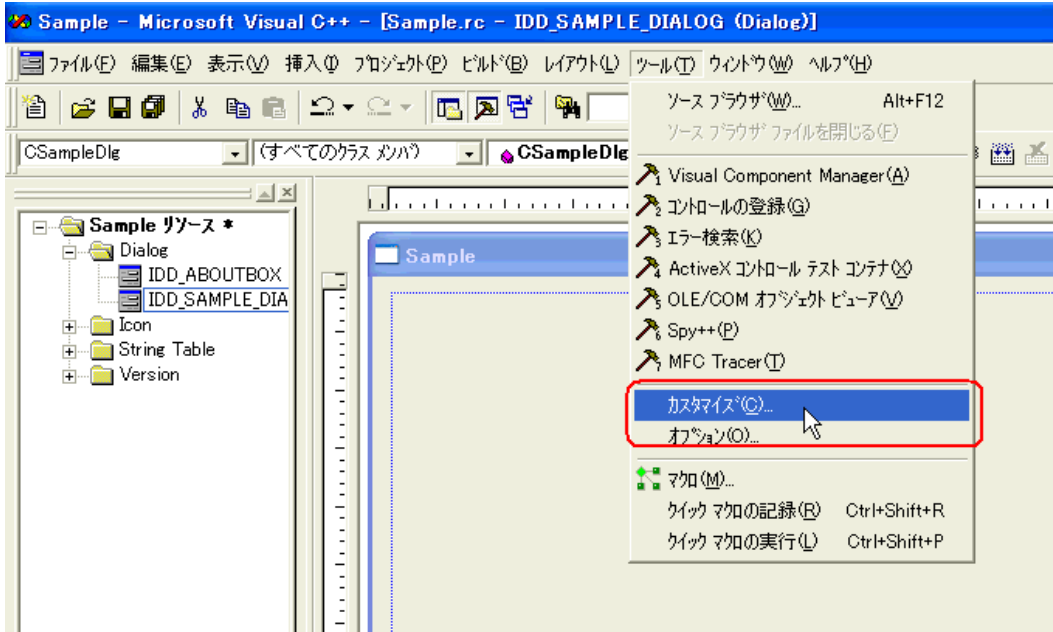 Sample - Microsoft Visual C++ - [Sample.rc - IDD_SAMPLE_DIALOG (Dialog)]
ﾌｧｲﾙ(F) 編集(E) 表示(V) 挿入(I) ﾌﾟﾛｼﾞｪｸﾄ(P) ﾋﾞﾙﾄﾞ(B) ﾚｲｱｳﾄ(L) ﾂｰﾙ(T) ｳｨﾝﾄﾞｳ(W) ﾍﾙﾌﾟ(H)
CSampleDlg (すべてのｸﾗｽ ﾒﾝﾊﾞ) CSampleDlg
Sample ﾘｿｰｽ *
Dialog
IDD_ABOUTBOX
IDD_SAMPLE_DIA
Icon
String Table
Version
Sample
ｿｰｽ ﾌﾞﾗｳｻﾞ(W)... Alt+F12
ｿｰｽ ﾌﾞﾗｳｻﾞ ﾌｧｲﾙを閉じる(F)
1 Visual Component Manager(A)
2 ｺﾝﾄﾛｰﾙの登録(G)
3 ｴﾗｰ検索(K)
4 ActiveX ｺﾝﾄﾛｰﾙ ﾃｽﾄ ｺﾝﾃﾅ(X)
5 OLE/COM ｵﾌﾞｼﾞｪｸﾄ ﾋﾞｭｰｱ(V)
6 Spy++(P)
7 MFC Tracer(T)
ｶｽﾀﾏｲｽﾞ(C)...
ｵﾌﾟｼｮﾝ(O)...
ﾏｸﾛ(M)...
ｸｲｯｸ ﾏｸﾛの記録(R) Ctrl+Shift+R
ｸｲｯｸ ﾏｸﾛの実行(L) Ctrl+Shift+P